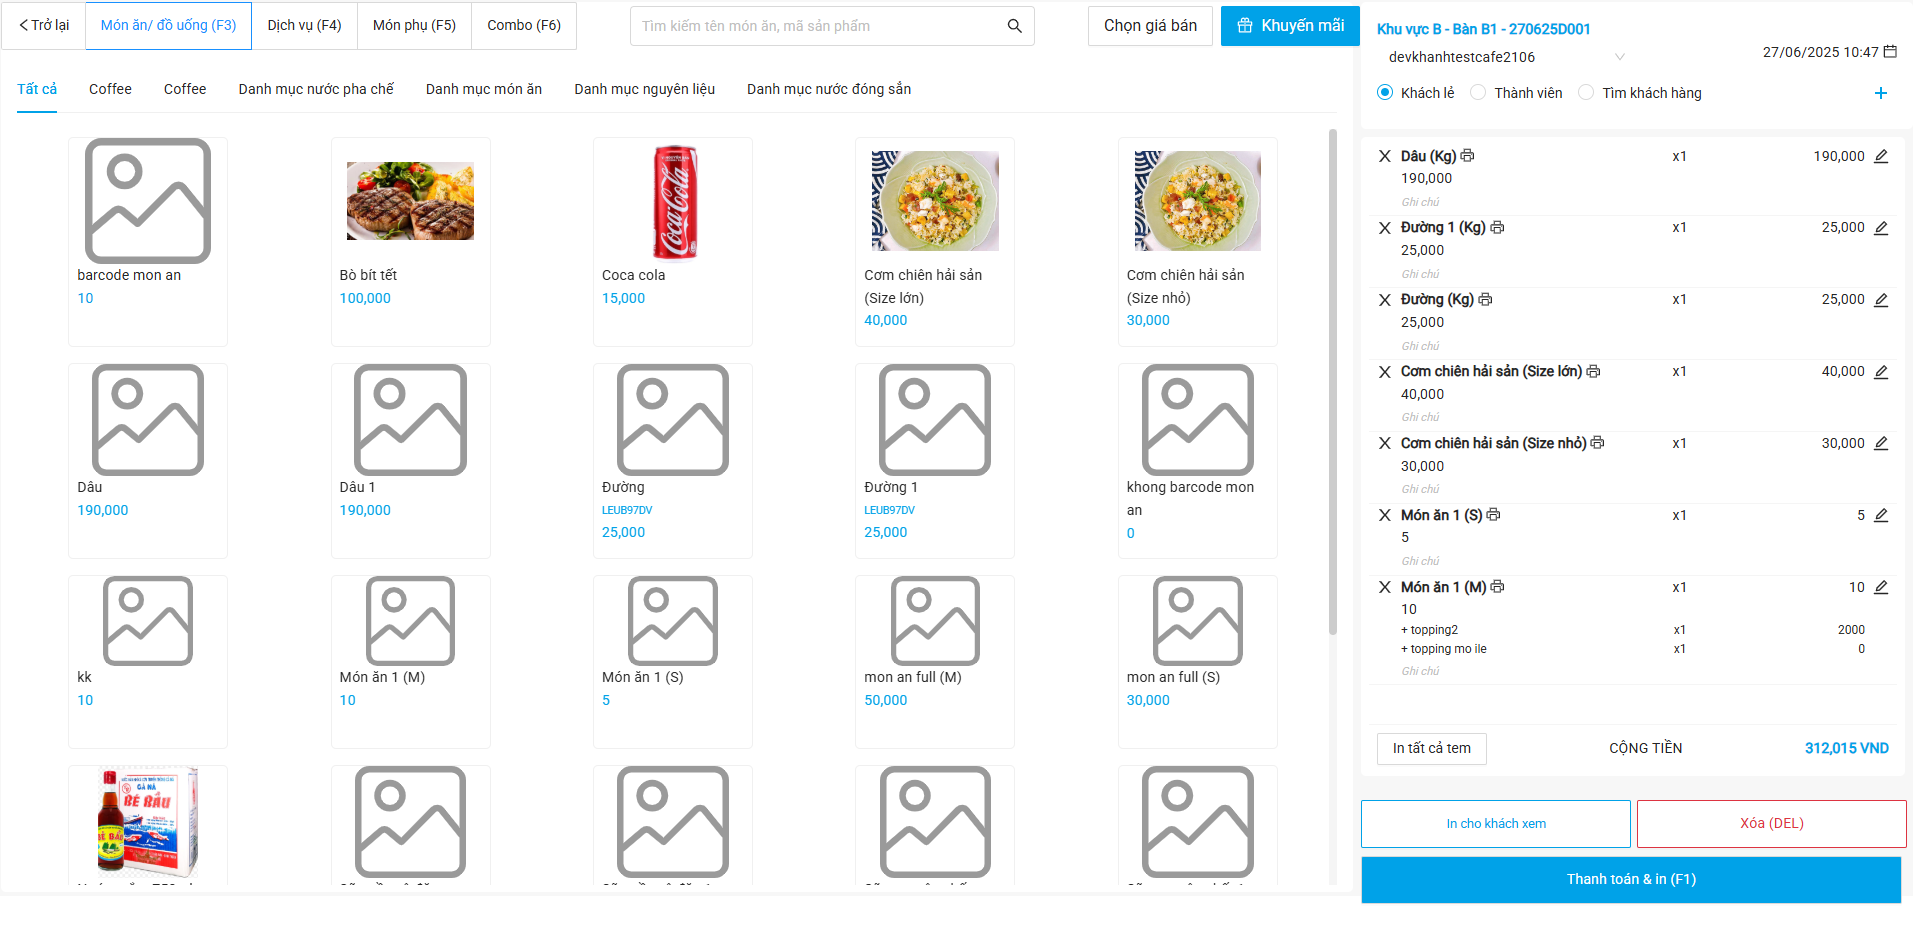 Trở lại
Món ăn/ đồ uống (F3)
Dịch vụ (F4)
Món phụ (F5)
Combo (F6)
Tìm kiếm tên món ăn, mã sản phẩm
Chọn giá bán
Khuyến mãi
Tất cả
Coffee
Coffee
Danh mục nước pha chế
Danh mục món ăn
Danh mục nguyên liệu
Danh mục nước đóng sẵn
barcode mon an
10
Bò bít tết
100,000
Coca cola
15,000
Cơm chiên hải sản
(Size lớn)
40,000
Cơm chiên hải sản
(Size nhỏ)
30,000
Dâu
190,000
Dâu 1
190,000
Đường
LEUB97DV
25,000
Đường 1
LEUB97DV
25,000
khong barcode mon
an
0
kk
10
Món ăn 1 (M)
10
Món ăn 1 (S)
5
mon an full (M)
50,000
mon an full (S)
30,000
CÀ NÁ
BÉ BẦU
Khu vực B - Bàn B1 - 270625D001
devkhanhtestcafe2106
27/06/2025 10:47
Khách lẻ
Thành viên
Tìm khách hàng
X Dâu (Kg) x1 190,000
190,000
Ghi chú
X Đường 1 (Kg) x1 25,000
25,000
Ghi chú
X Đường (Kg) x1 25,000
25,000
Ghi chú
X Cơm chiên hải sản (Size lớn) x1 40,000
40,000
Ghi chú
X Cơm chiên hải sản (Size nhỏ) x1 30,000
30,000
Ghi chú
X Món ăn 1 (S) x1 5
5
Ghi chú
X Món ăn 1 (M) x1 10
10
+ topping2 x1 2000
+ topping mo ile x1 0
Ghi chú
In tất cả tem
CỘNG TIỀN
312,015 VND
In cho khách xem
Xóa (DEL)
Thanh toán & in (F1)